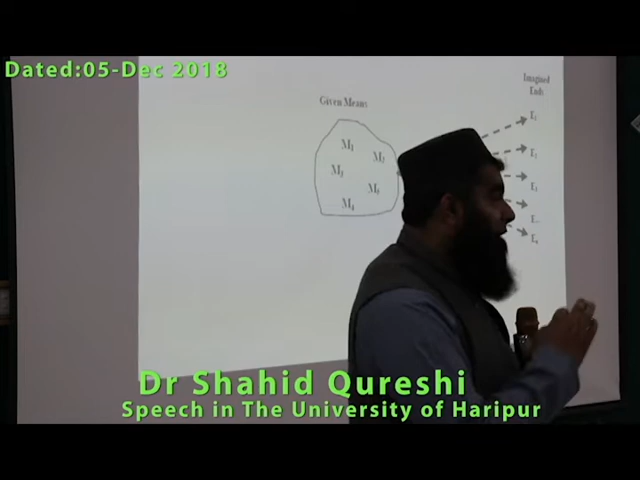 Dated:05-Dec 2018
Imagined
Ends
Given Means
M1
M2
M3
M5
M4
Dr Shahid Qureshi
Speech in The University of Haripur